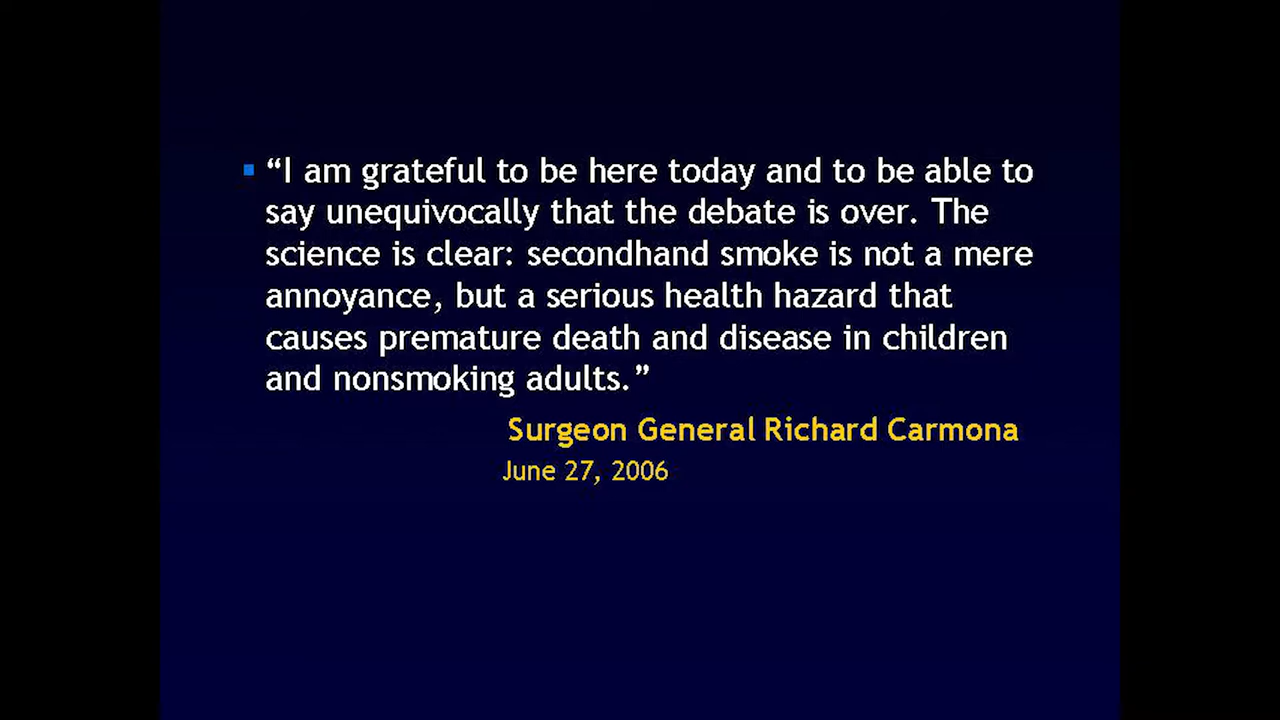 “I am grateful to be here today and to be able to
say unequivocally that the debate is over. The
science is clear: secondhand smoke is not a mere
annoyance, but a serious health hazard that
causes premature death and disease in children
and nonsmoking adults.”
Surgeon General Richard Carmona
June 27, 2006